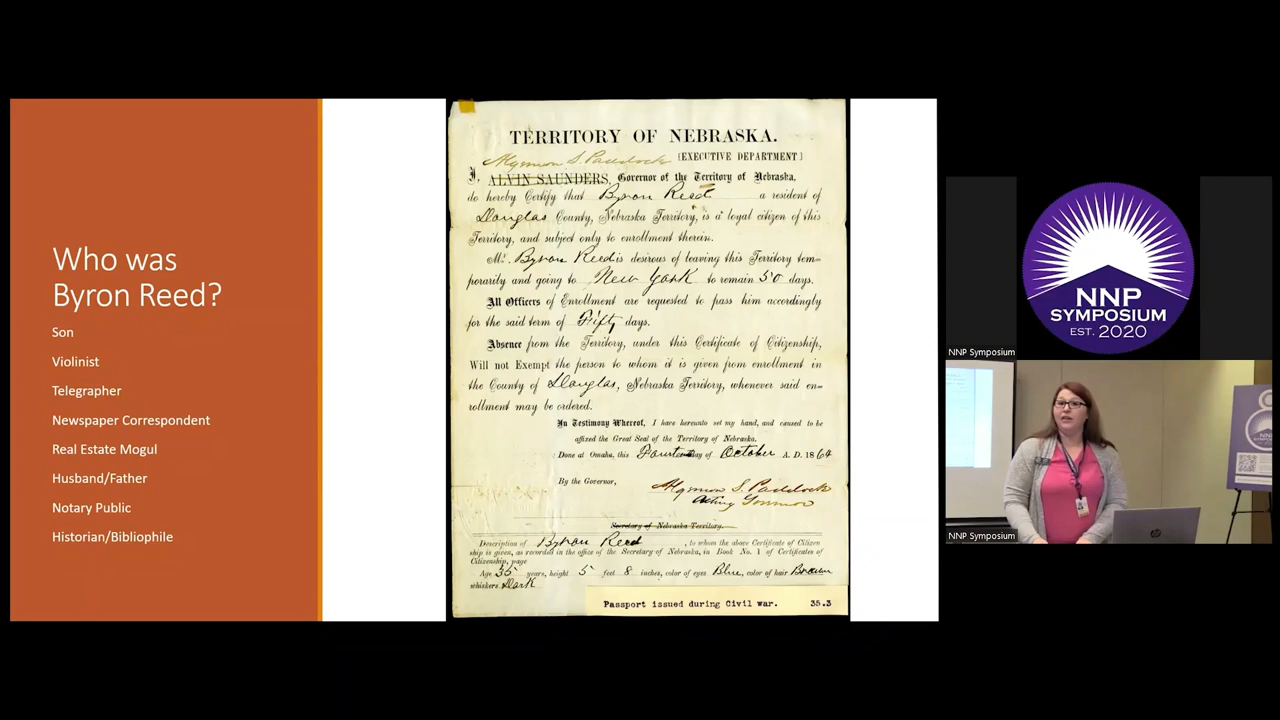 Who was
Byron Reed?
Son
Violinist
Telegrapher
Newspaper Correspondent
Real Estate Mogul
Husband/Father
Notary Public
Historian/Bibliophile
TERRITORY OF NEBRASKA.
Algernon S. Paddock [EXECUTIVE DEPARTMENT]
I, ALVIN SAUNDERS, Governor of the Territory of Nebraska,
do hereby Certify that Byron Reed a resident of
Douglas County, Nebraska Territory, is a loyal citizen of this
Territory, and subject only to enrollment therein.
Mr. Byron Reed is desirous of leaving this Territory tem-
porarily and going to New York to remain 50 days.
All Officers of Enrollment are requested to pass him accordingly
for the said term of Fifty days.
Absence from the Territory, under this Certificate of Citizenship,
Will not Exempt the person to whom it is given from enrollment in
the County of Douglas, Nebraska Territory, whenever said en-
rollment may be ordered.
In Testimony Whereof, I have hereunto set my hand, and caused to be
affixed the Great Seal of the Territory of Nebraska.
Done at Omaha, this day of October A. D. 1864
By the Governor, Algernon S. Paddock
Acting Governor
Secretary of Nebraska Territory.
Description of Byron Reed, to whom the above Certificate of Citizen
ship is given, as recorded in the office of the Secretary of Nebraska, in Book No. 1 of Certificates of
Citizenship, page
Age 35 years, height 5 feet 8 inches, color of eyes Blue, color of hair Brown
whiskers Dark
Passport issued during Civil war. 35.3
NNP
SYMPOSIUM
EST. 2020
NNP Symposium
NNP Symposium
hp